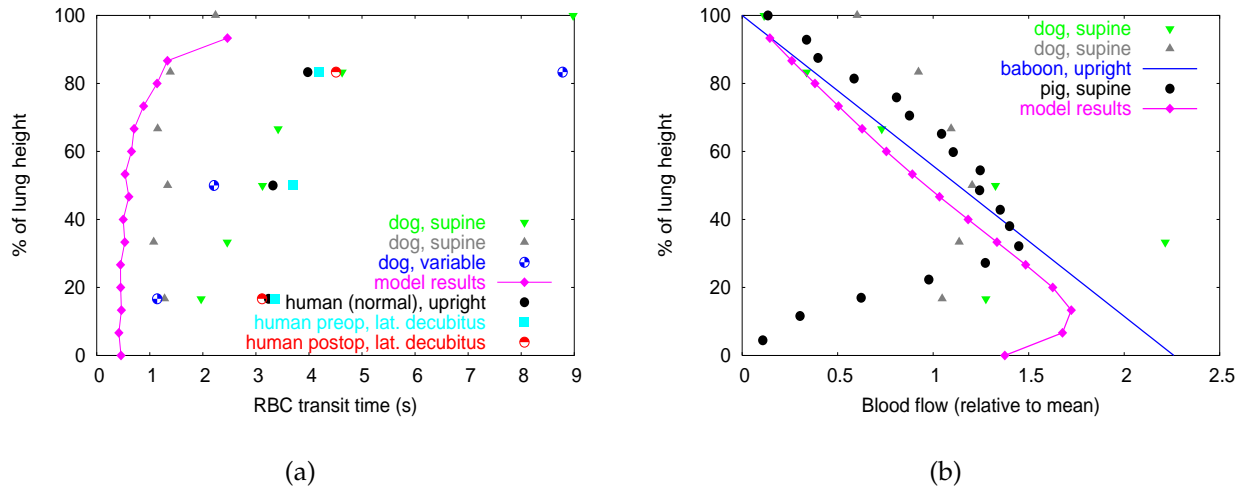 100
80
60
40
20
0
% of lung height
dog, supine
dog, supine
dog, variable
model results
human (normal), upright
human preop, lat. decubitus
human postop, lat. decubitus
0 1 2 3 4 5 6 7 8 9
RBC transit time (s)
(a)
100
80
60
40
20
0
% of lung height
dog, supine
dog, supine
baboon, upright
pig, supine
model results
0 0.5 1 1.5 2 2.5
Blood flow (relative to mean)
(b)